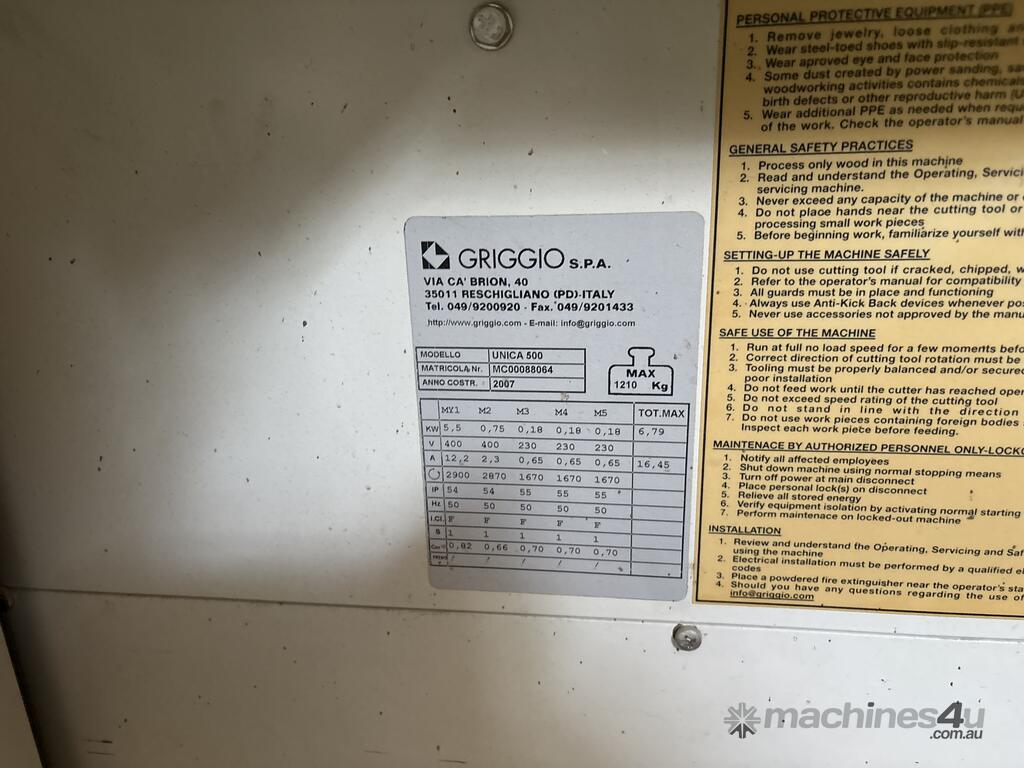 GRIGGIO S.P.A.
VIA CA' BRION, 40
35011 RESCHIGLIANO (PD)-ITALY
Tel. 049/9200920 - Fax. 049/9201433
http://www.griggio.com - E-mail: info@griggio.com
MODELLO UNICA 500
MATRICOLA Nr. MC00088064
ANNO COSTR. 2007
MAX
1210 Kg
MY1 M2 M3 M4 M5 TOT.MAX
KW 5,5 0,75 0,18 0,18 0,18 6,79
V 400 400 230 230 230
A 12,2 2,3 0,65 0,65 0,65 16,45
2900 2870 1670 1670 1670
IP 54 54 55 55 55
Hz 50 50 50 50 50
I.Cl. F F F F F
S 1 1 1 1 1
0,82 0,66 0,70 0,70 0,70
/ / / / /
PERSONAL PROTECTIVE EQUIPMENT (PPE)
1. Remove jewelry, loose clothing and
2. Wear steel-toed shoes with slip-resistant
3. Wear aproved eye and face protection
4. Some dust created by power sanding, sa
woodworking activities contains chemicals
birth defects or other reproductive harm (U
5. Wear additional PPE as needed when requ
of the work. Check the operator's manual
GENERAL SAFETY PRACTICES
1. Process only wood in this machine
2. Read and understand the Operating, Servici
servicing machine.
3. Never exceed any capacity of the machine or
4. Do not place hands near the cutting tool or
processing small work pieces
5. Before beginning work, familiarize yourself with
SETTING-UP THE MACHINE SAFELY
1. Do not use cutting tool if cracked, chipped, w
2. Refer to the operator's manual for compatibility
3. All guards must be in place and functioning
4. Always use Anti-Kick Back devices whenever pos
5. Never use accessories not approved by the manu
SAFE USE OF THE MACHINE
1. Run at full no load speed for a few moments befo
2. Correct direction of cutting tool rotation must be
3. Tooling must be properly balanced and/or secured
poor installation
4. Do not feed work until the cutter has reached oper
5. Do not exceed speed rating of the cutting tool
6. Do not stand in line with the direction
7. Do not use work pieces containing foreign bodies
Inspect each work piece before feeding.
MAINTENACE BY AUTHORIZED PERSONNEL ONLY-LOCKO
1. Notify all affected employees
2. Shut down machine using normal stopping means
3. Turn off power at main disconnect
4. Place personal lock(s) on disconnect
5. Relieve all stored energy
6. Verify equipment isolation by activating normal starting
7. Perform maintenace on locked-out machine
INSTALLATION
1. Review and understand the Operating, Servicing and Saf
using the machine
2. Electrical installation must be performed by a qualified el
codes
3. Place a powdered fire extinguisher near the operator's sta
4. Should you have any questions regarding the use of
info@griggio.com
machines4u
.com.au